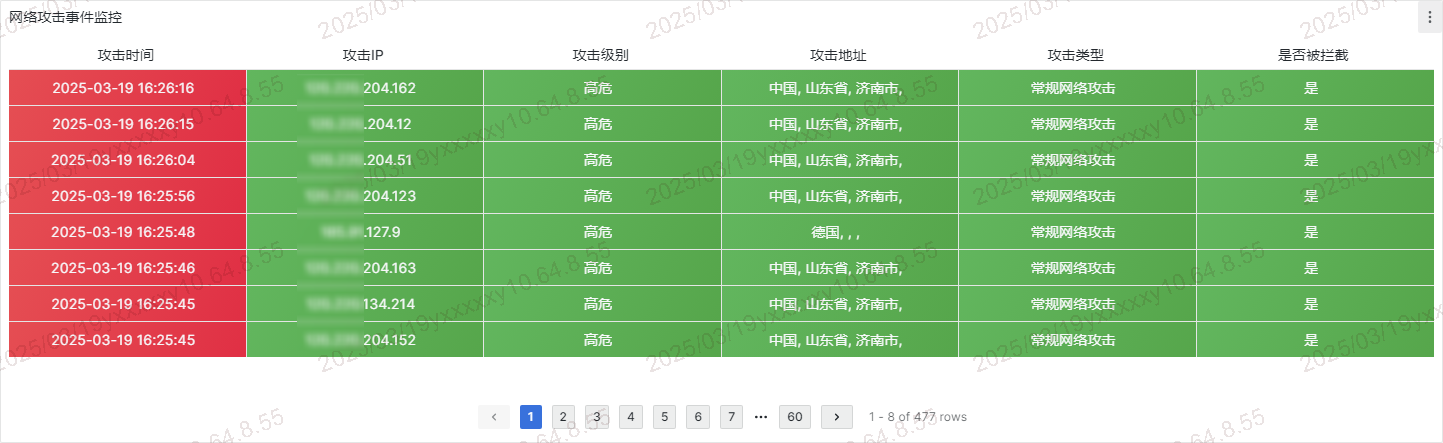 网络攻击事件监控
攻击时间 攻击IP 攻击级别 攻击地址 攻击类型 是否被拦截
2025-03-19 16:26:16 .204.162 高危 中国, 山东省, 济南市, 常规网络攻击 是
2025-03-19 16:26:15 .204.12 高危 中国, 山东省, 济南市, 常规网络攻击 是
2025-03-19 16:26:04 .204.51 高危 中国, 山东省, 济南市, 常规网络攻击 是
2025-03-19 16:25:56 204.123 高危 中国, 山东省, 济南市, 常规网络攻击 是
2025-03-19 16:25:48 .127.9 高危 德国, , , 常规网络攻击 是
2025-03-19 16:25:46 204.163 高危 中国, 山东省, 济南市, 常规网络攻击 是
2025-03-19 16:25:45 134.214 高危 中国, 山东省, 济南市, 常规网络攻击 是
2025-03-19 16:25:45 204.152 高危 中国, 山东省, 济南市, 常规网络攻击 是
1 2 3 4 5 6 7 ••• 60 1 - 8 of 477 rows
2025/03/19yxxxxxy10.64.8.55